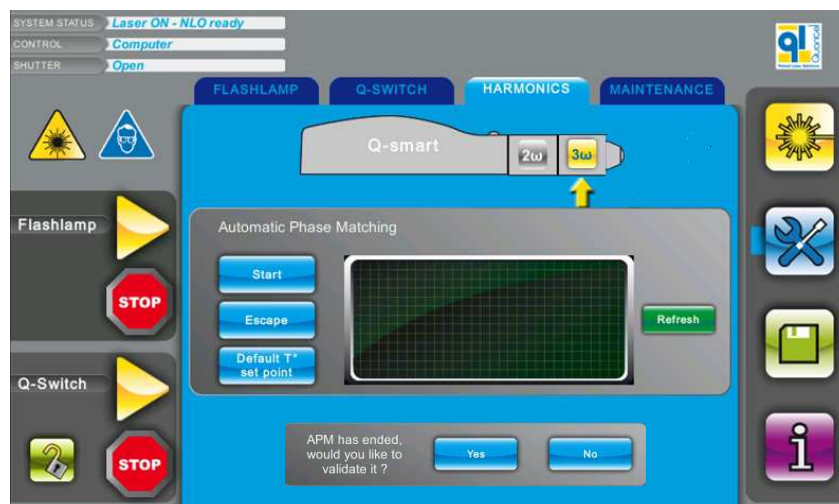 SYSTEM STATUS Laser ON - NLO ready
CONTROL Computer
SHUTTER Open
ql Quantel
FLASHLAMP Q-SWITCH HARMONICS MAINTENANCE
Q-smart 2ω 3ω
Flashlamp
STOP
Automatic Phase Matching
Start
Escape
Default T°
set point
Refresh
Q-Switch
STOP
APM has ended,
would you like to
validate it ?
Yes No
i